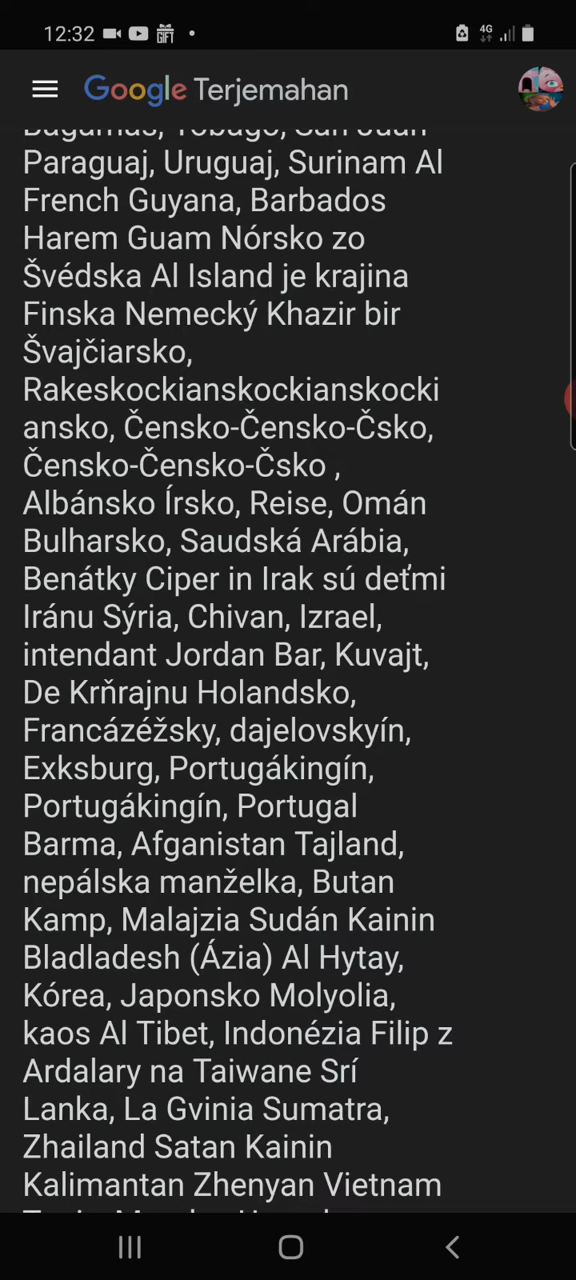 12:32
GIFT
4G
Google Terjemahan
Paraguaj, Uruguaj, Surinam Al
French Guyana, Barbados
Harem Guam Nórsko zo
Švédska Al Island je krajina
Finska Nemecký Khazir bir
Švajčiarsko,
Rakeskockianskockianskocki
ansko, Čensko-Čensko-Čsko,
Čensko-Čensko-Čsko ,
Albánsko Írsko, Reise, Omán
Bulharsko, Saudská Arábia,
Benátky Ciper in Irak sú deťmi
Iránu Sýria, Chivan, Izrael,
intendant Jordan Bar, Kuvajt,
De Krňrajnu Holandsko,
Francázéžsky, dajelovskyín,
Exksburg, Portugákingín,
Portugákingín, Portugal
Barma, Afganistan Tajland,
nepálska manželka, Butan
Kamp, Malajzia Sudán Kainin
Bladladesh (Ázia) Al Hytay,
Kórea, Japonsko Molyolia,
kaos Al Tibet, Indonézia Filip z
Ardalary na Taiwane Srí
Lanka, La Gvinia Sumatra,
Zhailand Satan Kainin
Kalimantan Zhenyan Vietnam